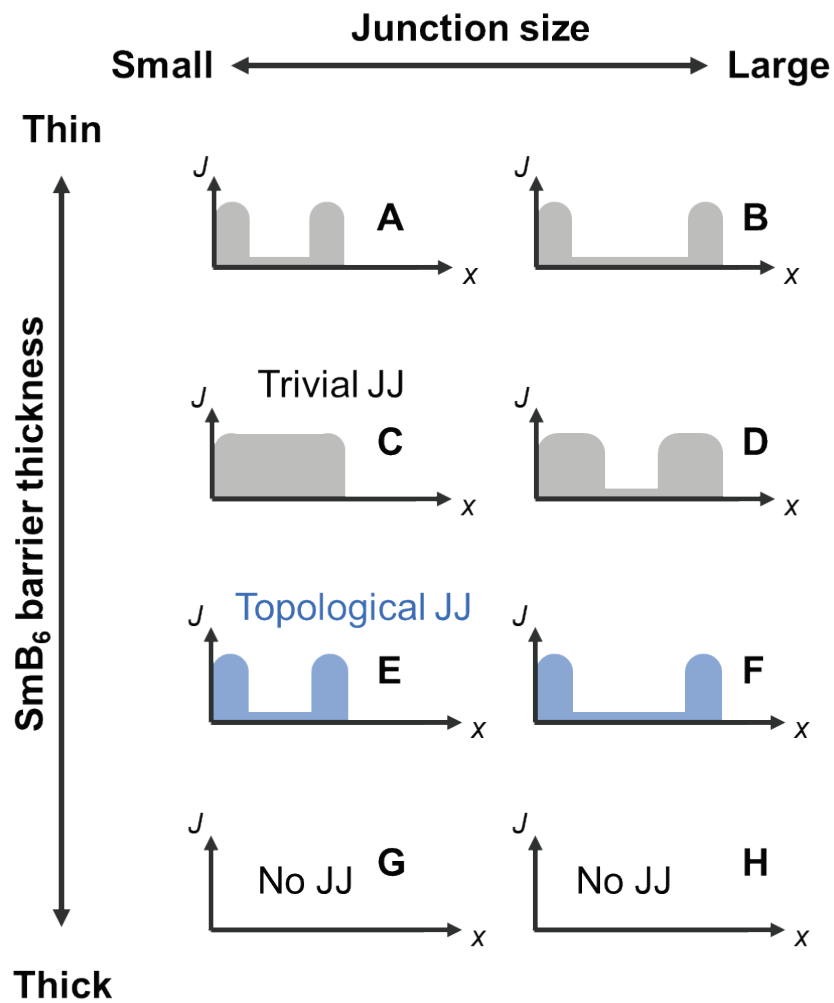 Junction size
Small
Large
Thin
SmB₆ barrier thickness
J
A
x
J
B
x
Trivial JJ
J
C
x
J
D
x
Topological JJ
J
E
x
J
F
x
J
No JJ
G
x
J
No JJ
H
x
Thick